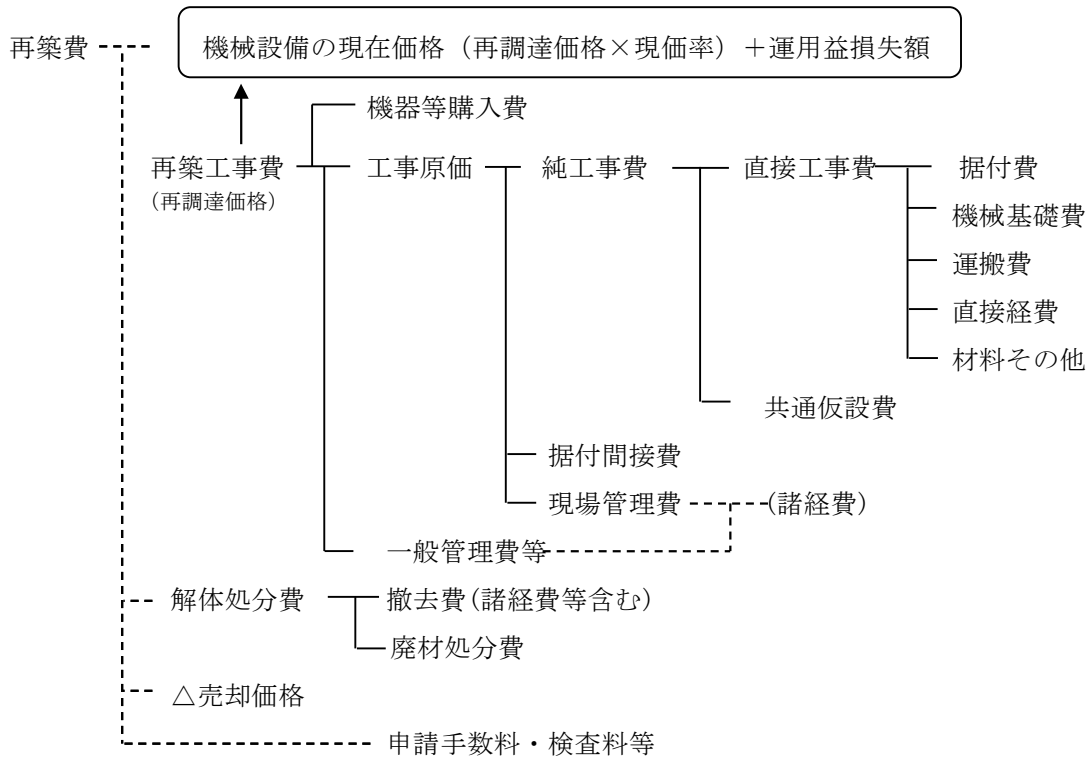 再築費
機械設備の現在価格（再調達価格×現価率）＋運用益損失額
機器等購入費
再築工事費
工事原価
純工事費
直接工事費
据付費
（再調達価格）
機械基礎費
運搬費
直接経費
材料その他
共通仮設費
据付間接費
現場管理費
(諸経費）
一般管理費等
解体処分費
撤去費(諸経費等含む）
廃材処分費
△売却価格
申請手数料・検査料等